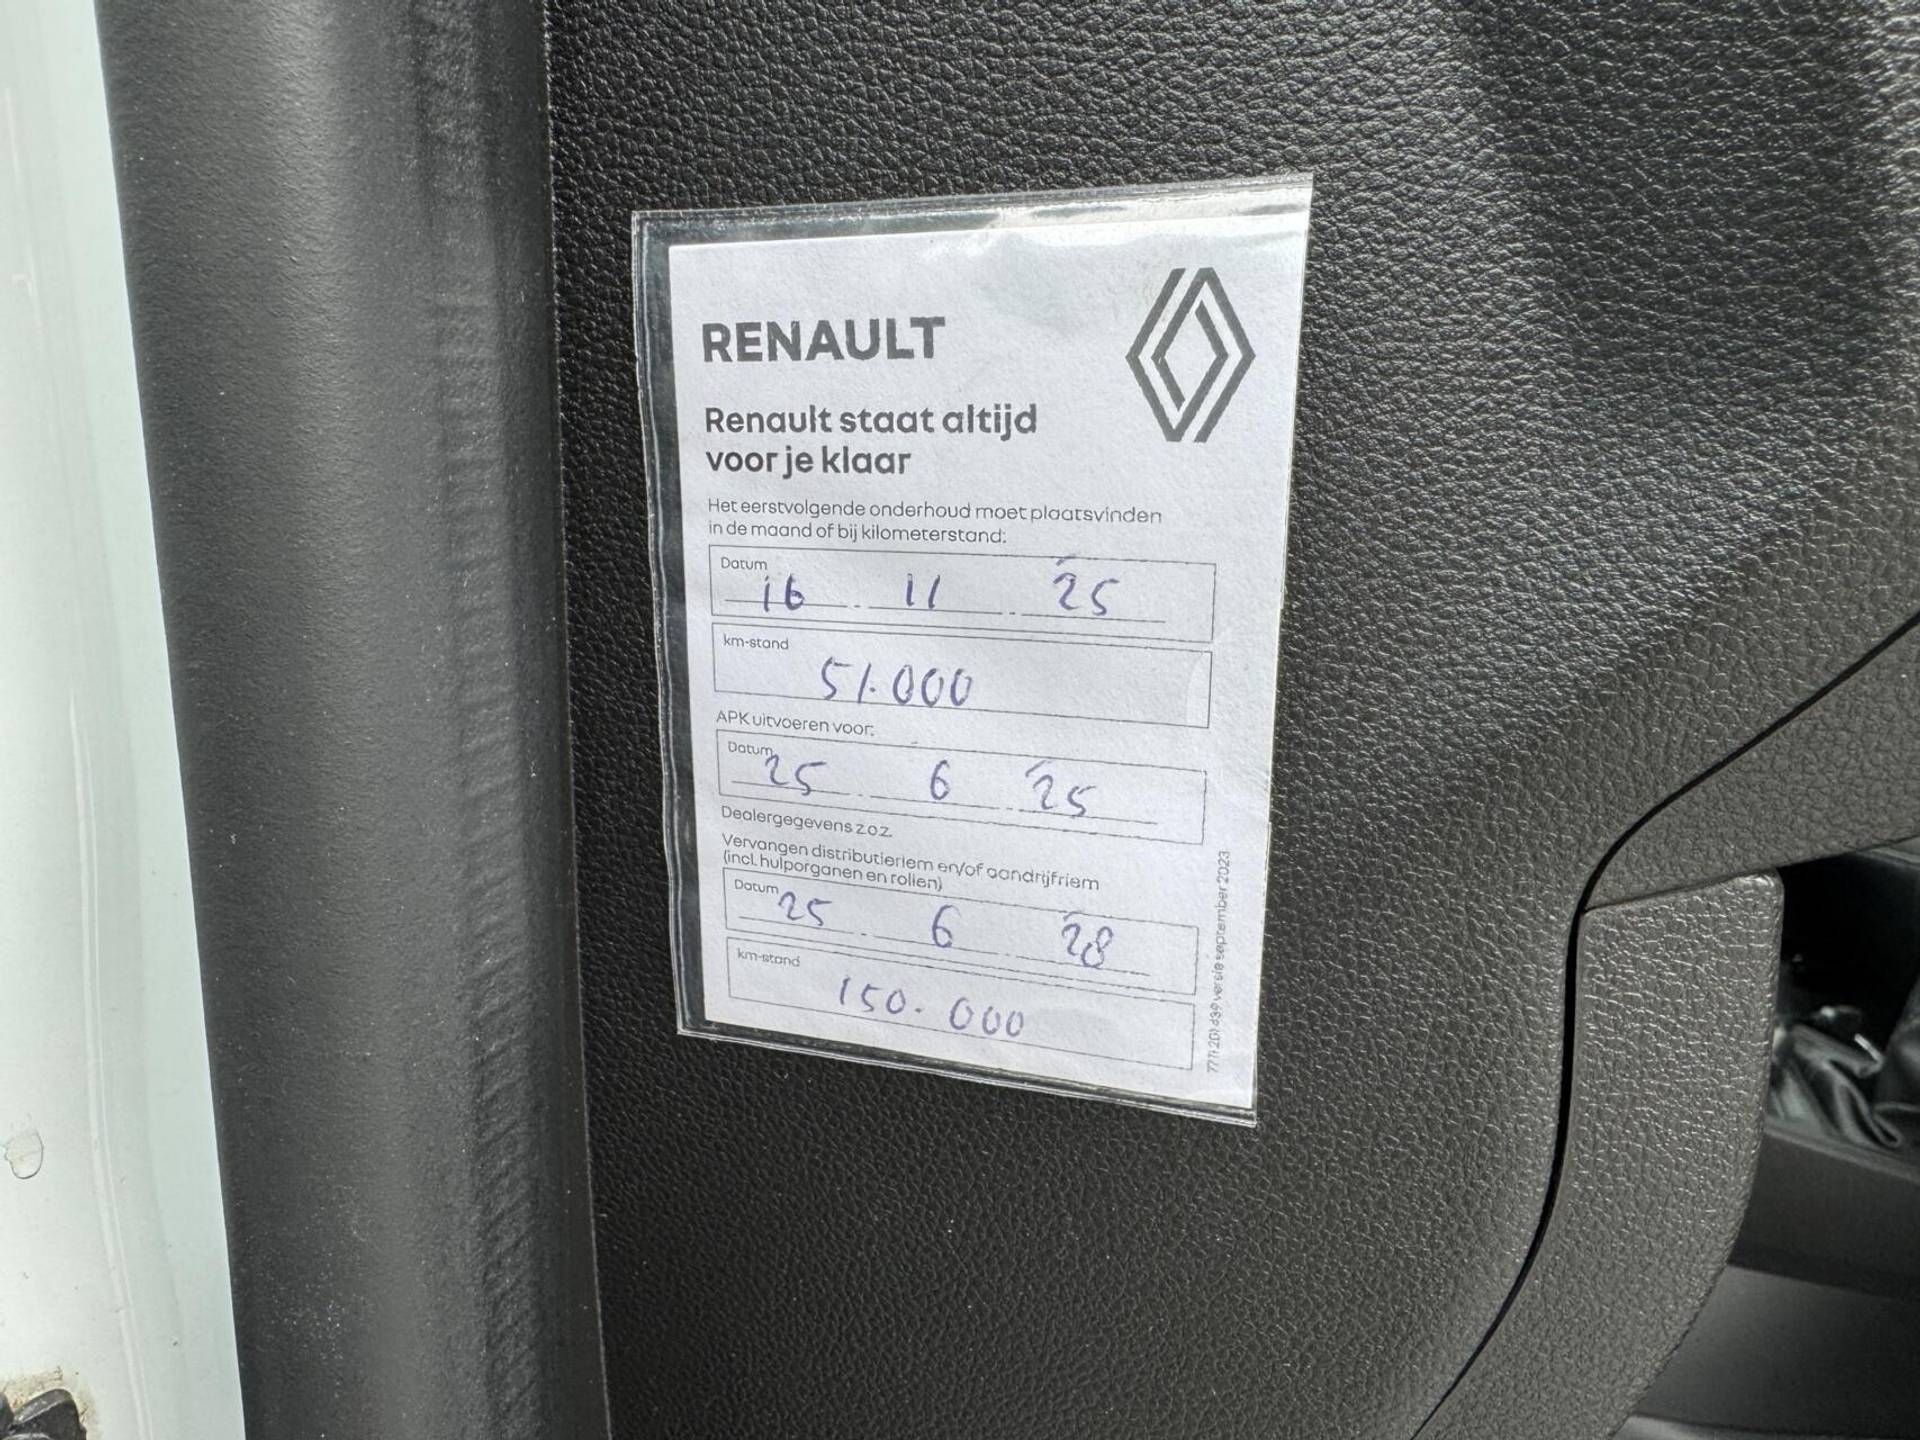 RENAULT
Renault staat altijd
voor je klaar
Het eerstvolgende onderhoud moet plaatsvinden
in de maand of bij kilometerstand:
Datum
16 11 '25
km-stand
51.000
APK uitvoeren voor:
Datum
25 6 '25
Dealergegevens z.o.z.
Vervangen distributieriem en/of aandrijfriem
(incl. hulporganen en rollen)
Datum
25 6 '28
km-stand
150.000
versie september 2023